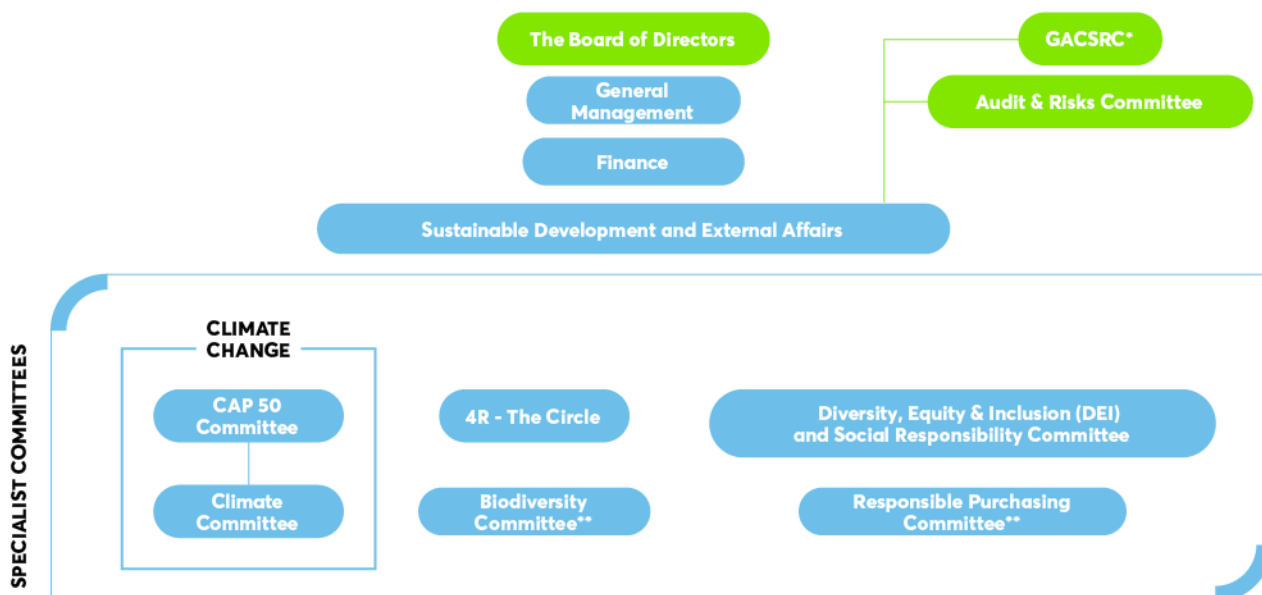 The Board of Directors
GACSRC*
General
Management
Audit & Risks Committee
Finance
Sustainable Development and External Affairs
SPECIALIST COMMITTEES
CLIMATE
CHANGE
CAP 50
Committee
4R - The Circle
Diversity, Equity & Inclusion (DEI)
and Social Responsibility Committee
Climate
Committee
Biodiversity
Committee**
Responsible Purchasing
Committee**